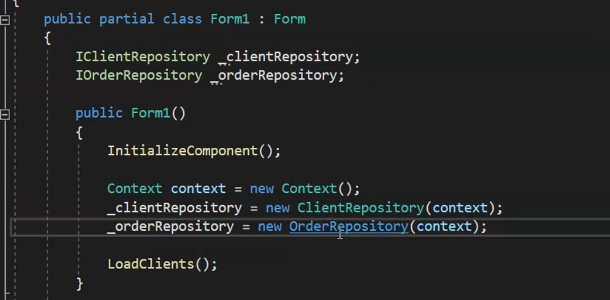 {
public partial class Form1 : Form
{
IClientRepository _clientRepository;
IOrderRepository _orderRepository;
public Form1()
{
InitializeComponent();
Context context = new Context();
_clientRepository = new ClientRepository(context);
_orderRepository = new OrderRepository(context);
LoadClients();
}